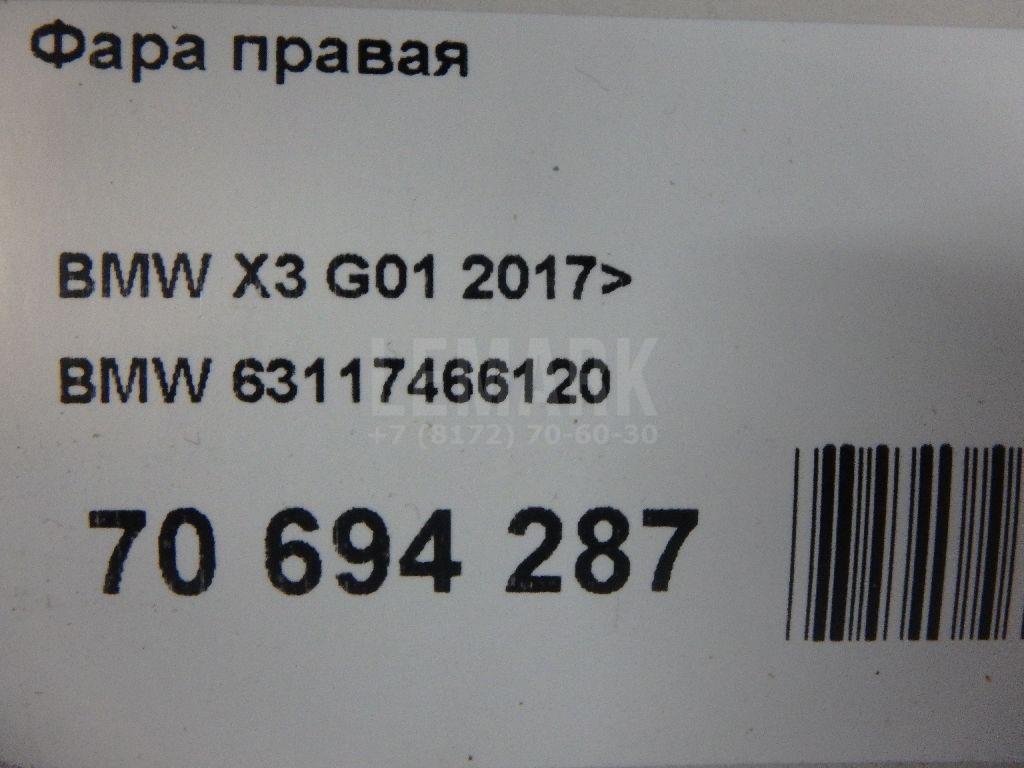 Фара правая
BMW X3 G01 2017>
BMW 63117466120
LEMARK
+7 (8172) 70-60-30
70 694 287